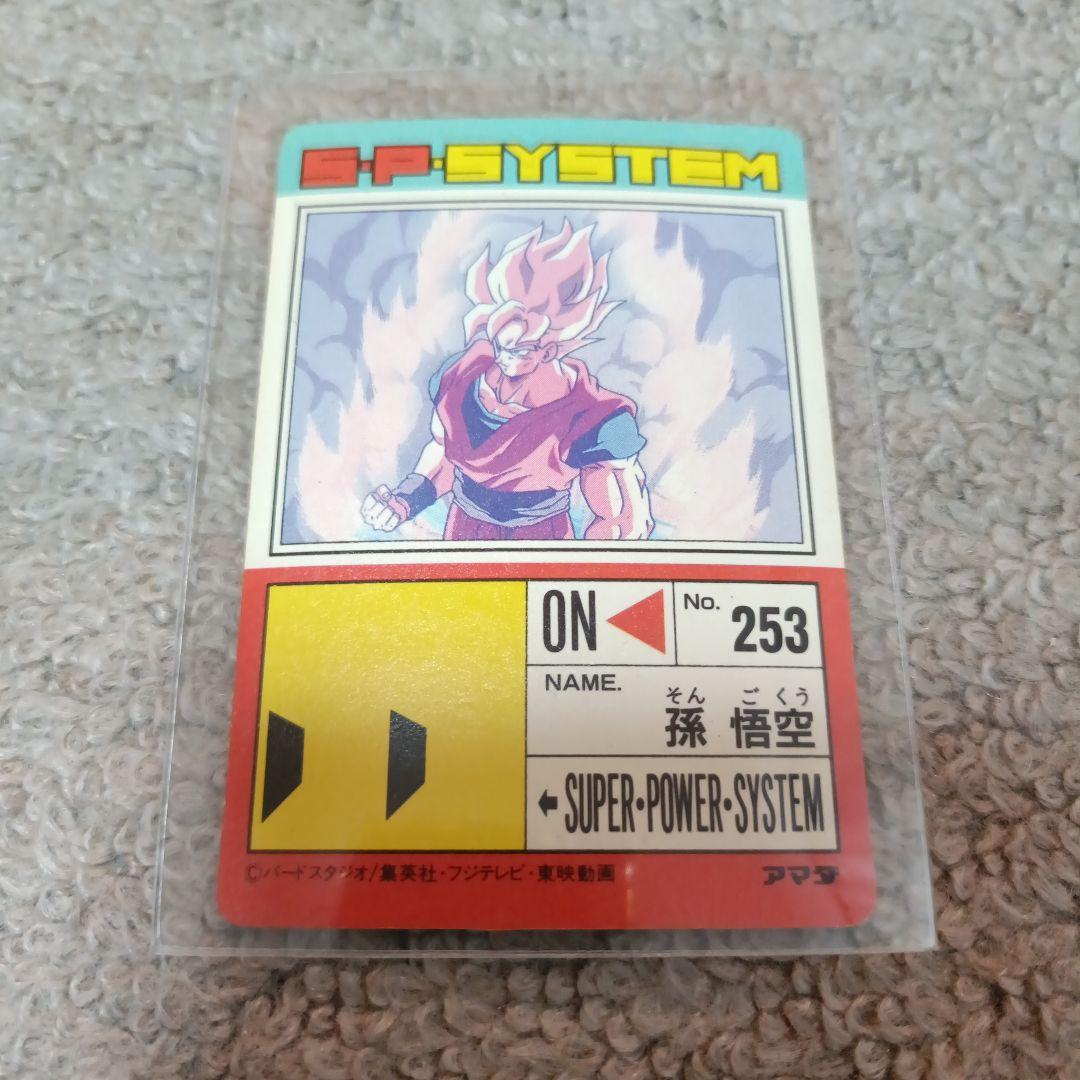 S・P・SYSTEM
ON
No. 253
NAME.
そん ご くう
孫 悟空
←SUPER・POWER・SYSTEM
©バードスタジオ/集英社・フジテレビ・東映動画
アマダ